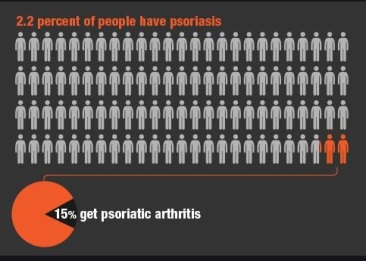 2.2 percent of people have psoriasis
15% get psoriatic arthritis